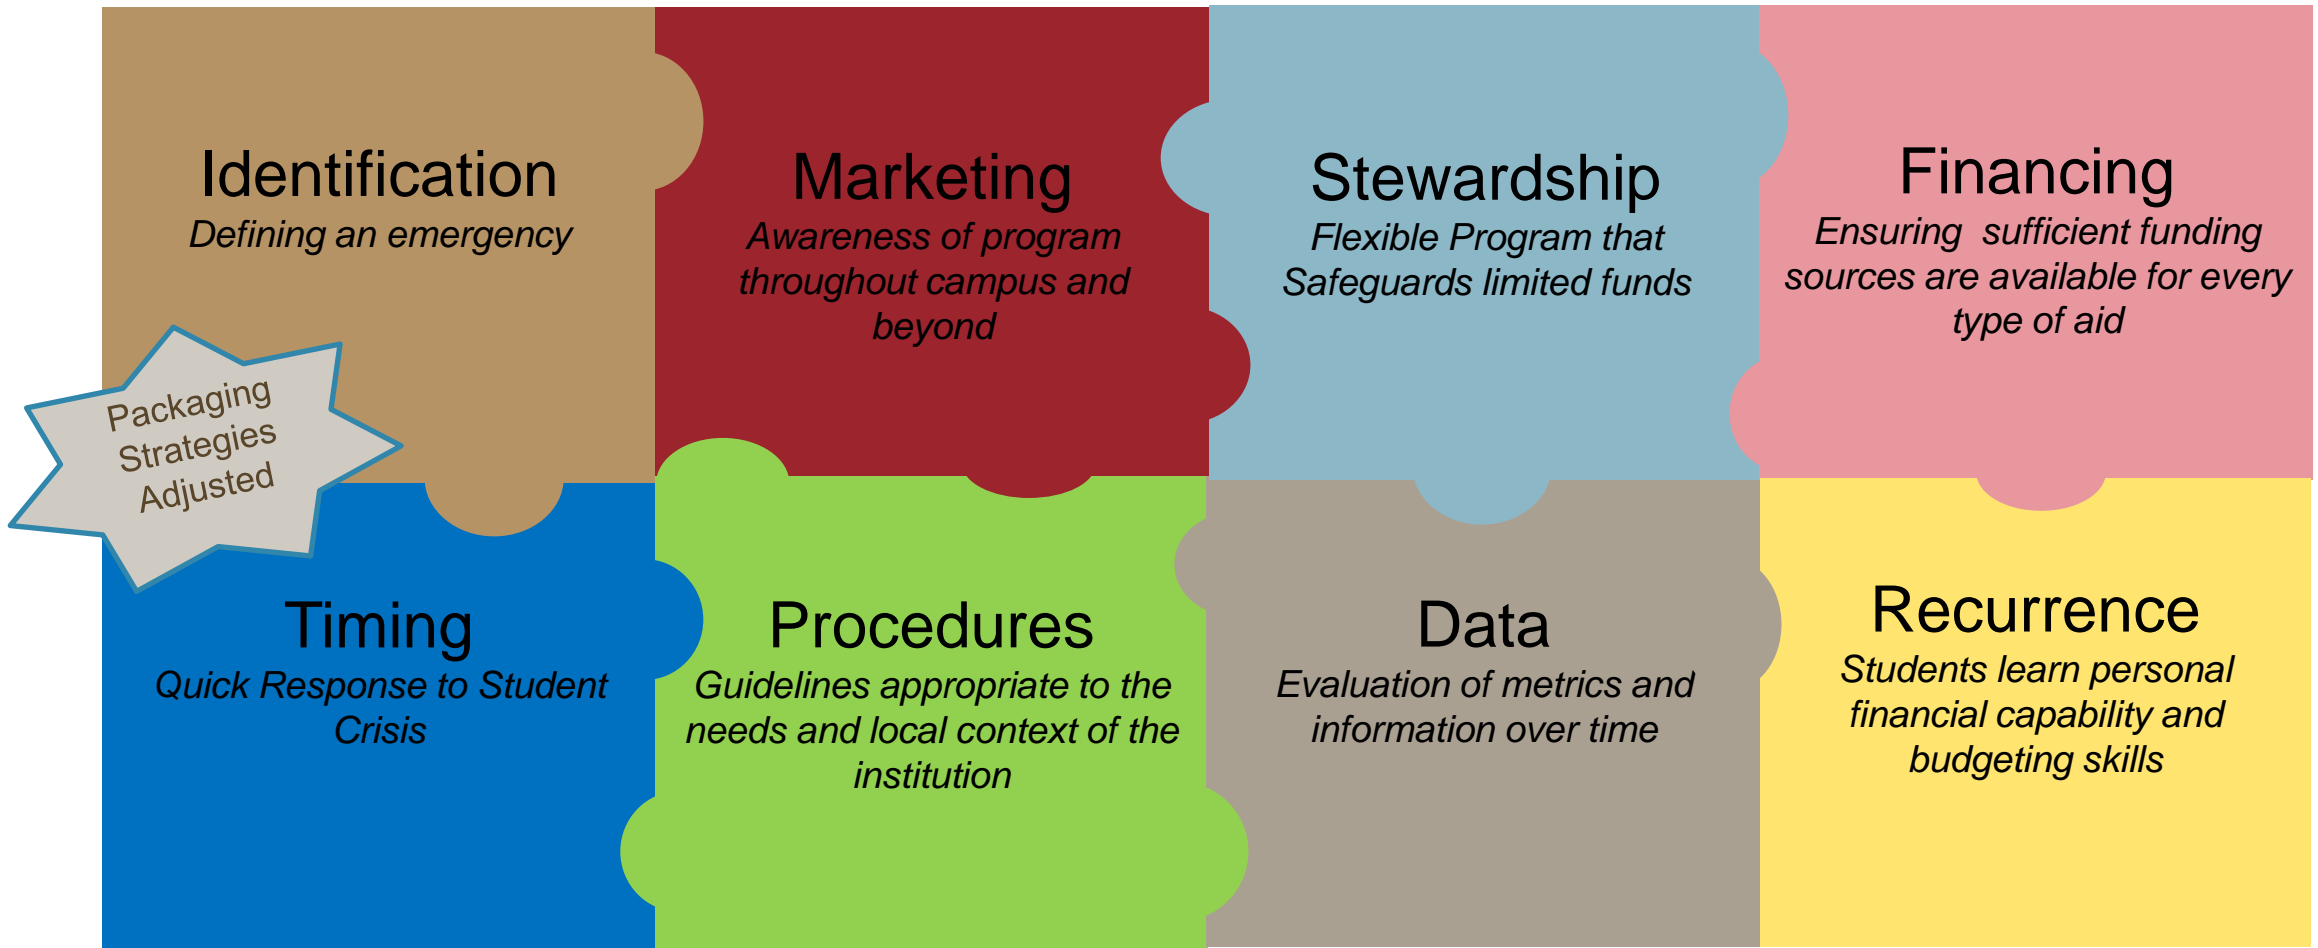 Identification
Defining an emergency
Marketing
Awareness of program
throughout campus and
beyond
Stewardship
Flexible Program that
Safeguards limited funds
Financing
Ensuring  sufficient funding
sources are available for every
type of aid
Packaging
Strategies
Adjusted
Timing
Quick Response to Student
Crisis
Procedures
Guidelines appropriate to the
needs and local context of the
institution
Data
Evaluation of metrics and
information over time
Recurrence
Students learn personal
financial capability and
budgeting skills